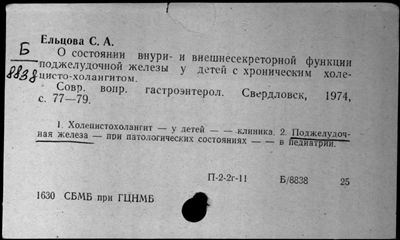 Ельцова С. А.
Б
8838
О состоянии внури- и внешнесекреторной функции
поджелудочной железы у детей с хроническим холе-
цисто-холангитом.
Совр. вопр. гастроэнтерол. Свердловск, 1974,
с. 77—79.
1. Холецистохолангит — у детей — — клиника. 2. Поджелудоч-
ная железа — при патологических состояниях — — в педиатрии.
П-2-2г-11 Б/8838 25
1630 СБМБ при ГЦНМБ